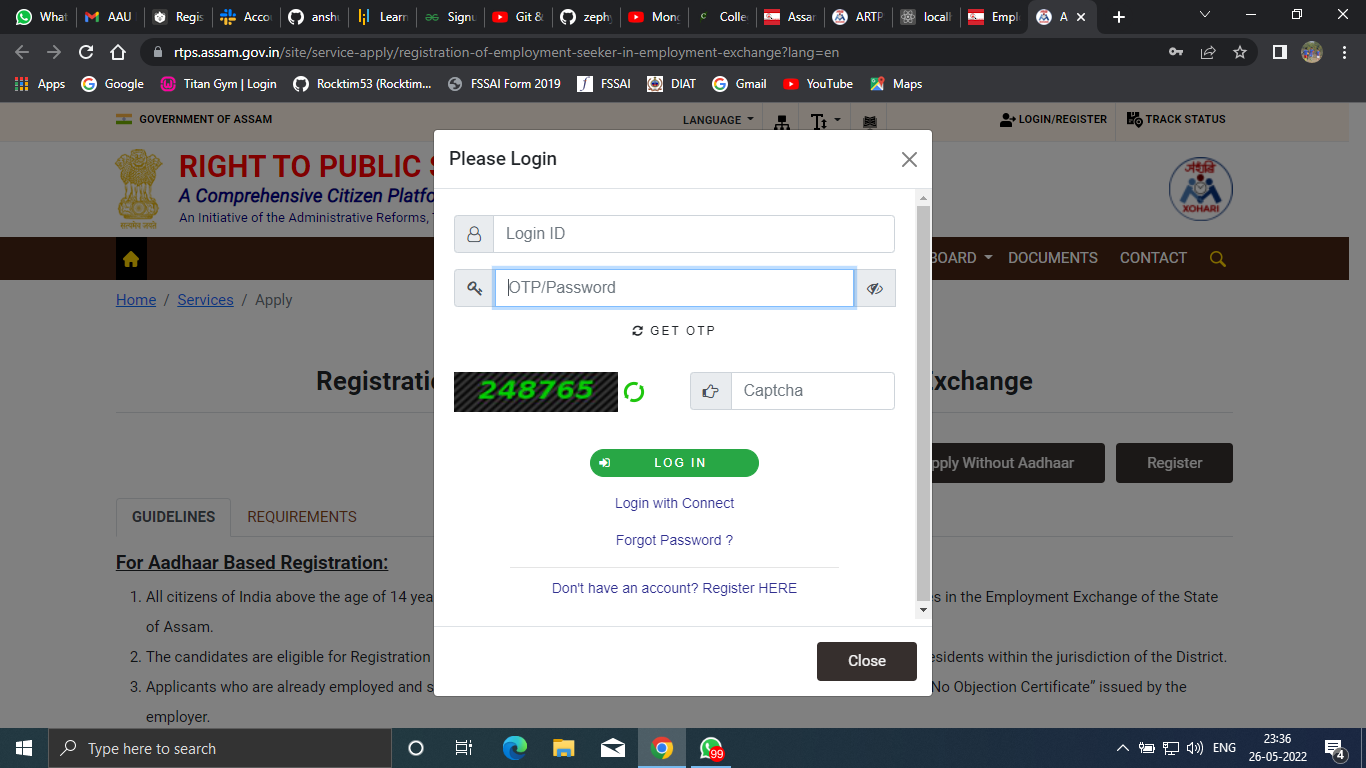 What
AAU
Regis
Acco
anshu
Learn
Signu
Git &
zephy
Mong
Colle
Assar
ARTP
locall
Empl
A
rtps.assam.gov.in/site/service-apply/registration-of-employment-seeker-in-employment-exchange?lang=en
Apps
Google
Titan Gym | Login
Rocktim53 (Rocktim...
FSSAI Form 2019
FSSAI
DIAT
Gmail
YouTube
Maps
GOVERNMENT OF ASSAM
LANGUAGE
LOGIN/REGISTER
TRACK STATUS
RIGHT TO PUBLIC S
A Comprehensive Citizen Platfo
An Initiative of the Administrative Reforms, T
सत्यमेव जयते
XOHARI
BOARD
DOCUMENTS
CONTACT
Home / Services / Apply
Please Login
Login ID
OTP/Password
GET OTP
248765
Captcha
LOG IN
Login with Connect
Forgot Password ?
Don't have an account? Register HERE
Close
Registratio
Exchange
pply Without Aadhaar
Register
GUIDELINES
REQUIREMENTS
For Aadhaar Based Registration:
1. All citizens of India above the age of 14 yea
es in the Employment Exchange of the State
of Assam.
2. The candidates are eligible for Registration
esidents within the jurisdiction of the District.
3. Applicants who are already employed and s
No Objection Certificate” issued by the
employer.
Type here to search
99
ENG
23:36
26-05-2022
4